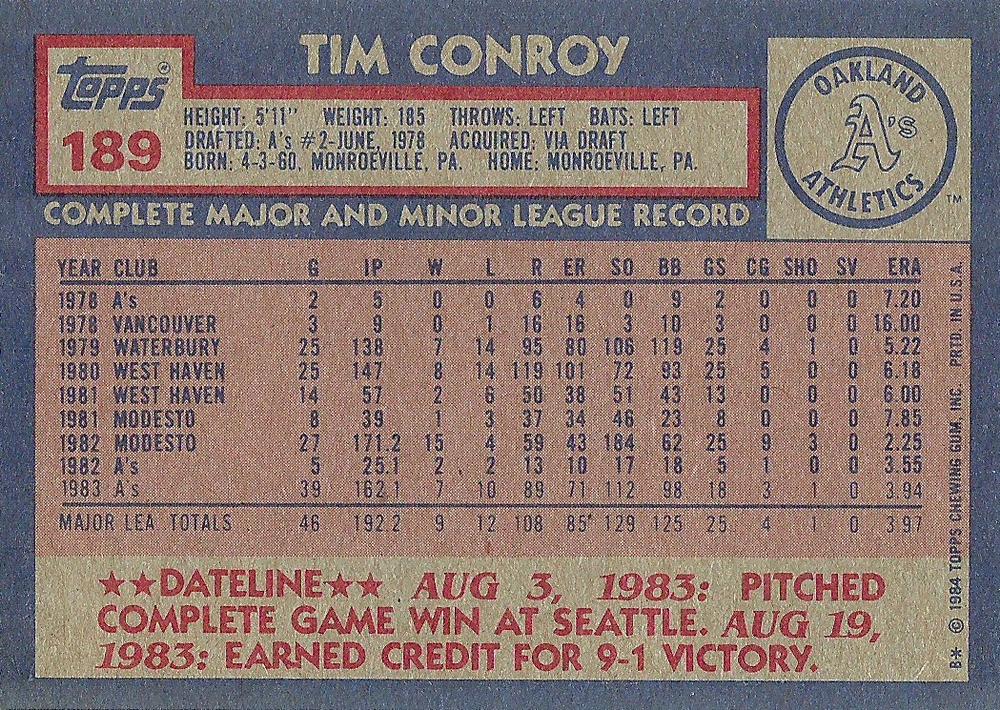 TIM CONROY
Topps®
189
HEIGHT: 5'11" WEIGHT: 185 THROWS: LEFT BATS: LEFT
DRAFTED: A's #2-JUNE, 1978 ACQUIRED: VIA DRAFT
BORN: 4-3-60, MONROEVILLE, PA. HOME: MONROEVILLE, PA.
OAKLAND
A's
ATHLETICS
TM
COMPLETE MAJOR AND MINOR LEAGUE RECORD
YEAR CLUB G IP W L R ER SO BB GS CG SHO SV ERA
1978 A's 2 5 0 0 6 4 0 9 2 0 0 0 7.20
1978 VANCOUVER 3 9 0 1 16 16 3 10 3 0 0 0 16.00
1979 WATERBURY 25 138 7 14 95 80 106 119 25 4 1 0 5.22
1980 WEST HAVEN 25 147 8 14 119 101 72 93 25 5 0 0 6.18
1981 WEST HAVEN 14 57 2 6 50 38 51 43 13 0 0 0 6.00
1981 MODESTO 8 39 1 3 37 34 46 23 8 0 0 0 7.85
1982 MODESTO 27 171.2 15 4 59 43 184 62 25 9 3 0 2.25
1982 A's 5 25.1 2 2 13 10 17 18 5 1 0 0 3.55
1983 A's 39 162.1 7 10 89 71 112 98 18 3 1 0 3.94
MAJOR LEA. TOTALS 46 192.2 9 12 108 85 129 125 25 4 1 0 3.97
★★DATELINE★★ AUG 3, 1983: PITCHED
COMPLETE GAME WIN AT SEATTLE. AUG 19,
1983: EARNED CREDIT FOR 9-1 VICTORY.
B* © 1984 TOPPS CHEWING GUM, INC. PRTD. IN U.S.A.